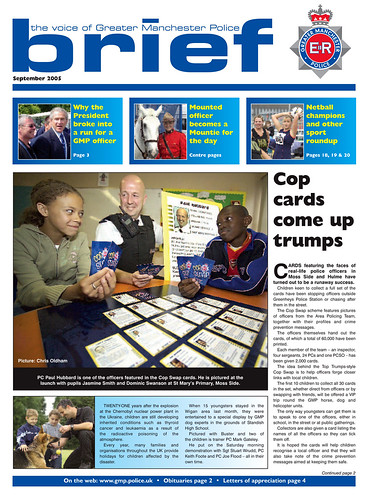 the voice of Greater Manchester Police
brief
September 2005
GREATER MANCHESTER
E R
POLICE
Why the
President
broke into
a run for a
GMP officer
Page 3
Mounted
officer
becomes a
Mountie for
the day
Centre pages
Netball
champions
and other
sport
roundup
Pages 18, 19 & 20
Cop
cards
come up
trumps
Picture: Chris Oldham
PC Paul Hubbard is one of the officers featured in the Cop Swap cards. He is pictured at the
launch with pupils Jasmine Smith and Dominic Swanson at St Mary's Primary, Moss Side.
CARDS featuring the faces of
real-life police officers in
Moss Side and Hulme have
turned out to be a runaway success.
Children keen to collect a full set of the
cards have been stopping officers outside
Greenheys Police Station or chasing after
them in the street.
The Cop Swap scheme features pictures
of officers from the Area Policing Team,
together with their profiles and crime
prevention messages.
The officers themselves hand out the
cards, of which a total of 60,000 have been
printed.
Each member of the team – an inspector,
four sergeants, 24 PCs and one PCSO – has
been given 2,000 cards.
The idea behind the Top Trumps-style
Cop Swap is to help officers forge closer
links with local children.
The first 10 children to collect all 30 cards
in the set, whether direct from officers or by
swapping with friends, will be offered a VIP
trip round the GMP horse, dog and
helicopter units.
The only way youngsters can get them is
to speak to one of the officers, either in
school, in the street or at public gatherings.
Collectors are also given a card listing the
names of all the officers so they can tick
them off.
It is hoped the cards will help children
recognise a local officer and that they will
also take note of the crime prevention
messages aimed at keeping them safe.
Continued page 2
TWENTY-ONE years after the explosion
at the Chernobyl nuclear power plant in
the Ukraine, children are still developing
inherited conditions such as thyroid
cancer and leukaemia as a result of
the radioactive poisoning of the
atmosphere.
Every year, many families and
organisations throughout the UK provide
holidays for children affected by the
disaster.
When 15 youngsters stayed in the
Wigan area last month, they were
entertained to a special display by GMP
dog experts in the grounds of Standish
High School.
Pictured with Buster and two of
the children is trainer PC Mark Gateley.
He put on the Saturday morning
demonstration with Sgt Stuart Would, PC
Keith Foots and PC Joe Flood - all in their
own time.
On the web: www.gmp.police.uk • Obituaries page 2 • Letters of appreciation page 4